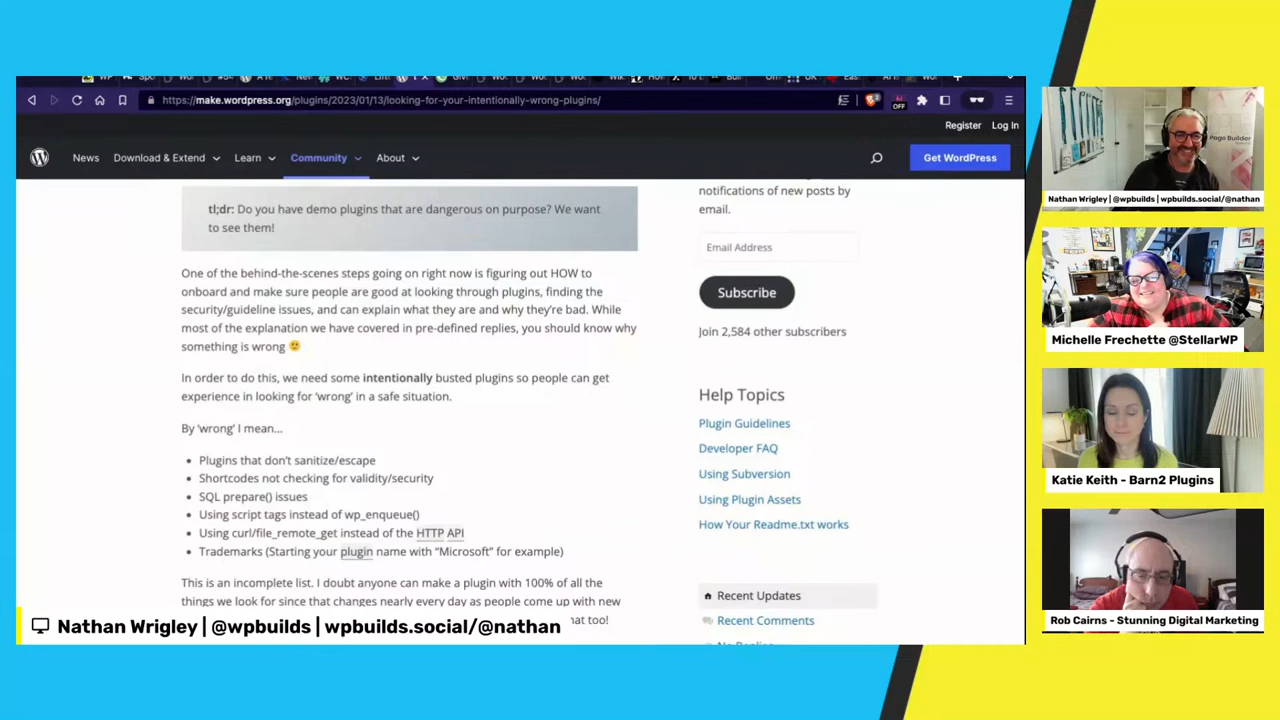 https://make.wordpress.org/plugins/2023/01/13/looking-for-your-intentionally-wrong-plugins/
OFF
Register Log In
News Download & Extend Learn Community About Get WordPress
tl;dr: Do you have demo plugins that are dangerous on purpose? We want
to see them!
One of the behind-the-scenes steps going on right now is figuring out HOW to
onboard and make sure people are good at looking through plugins, finding the
security/guideline issues, and can explain what they are and why they're bad. While
most of the explanation we have covered in pre-defined replies, you should know why
something is wrong
In order to do this, we need some intentionally busted plugins so people can get
experience in looking for 'wrong' in a safe situation.
By 'wrong' I mean…
Plugins that don't sanitize/escape
Shortcodes not checking for validity/security
SQL prepare() issues
Using script tags instead of wp_enqueue()
Using curl/file_remote_get instead of the HTTP API
Trademarks (Starting your plugin name with "Microsoft" for example)
This is an incomplete list. I doubt anyone can make a plugin with 100% of all the
things we look for since that changes nearly every day as people come up with new
too!
notifications of new posts by
email.
Email Address
Subscribe
Join 2,584 other subscribers
Help Topics
Plugin Guidelines
Developer FAQ
Using Subversion
Using Plugin Assets
How Your Readme.txt works
Recent Updates
Recent Comments
Nathan Wrigley | @wpbuilds | wpbuilds.social/@nathan
Page Builder
Nathan Wrigley | @wpbuilds | wpbuilds.social/@nathan
Michelle Frechette @StellarWP
Katie Keith - Barn2 Plugins
Rob Cairns - Stunning Digital Marketing